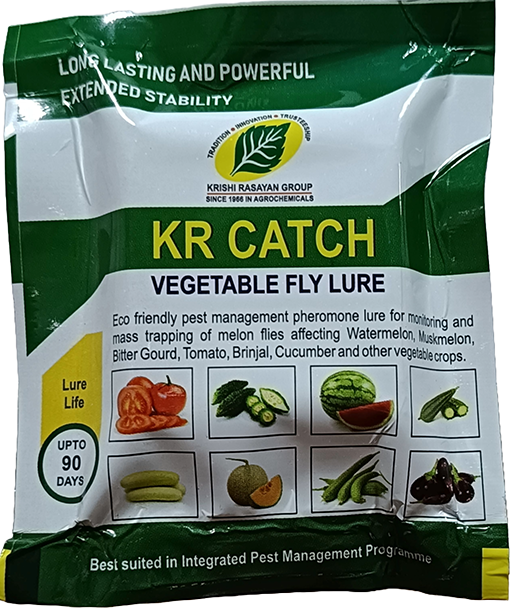 LONG LASTING AND POWERFUL
EXTENDED STABILITY
TRADITION • INNOVATION • TRUSTEESHIP
KRISHI RASAYAN GROUP
SINCE 1966 IN AGROCHEMICALS
KR CATCH
VEGETABLE FLY LURE
Eco friendly pest management pheromone lure for monitoring and
mass trapping of melon flies affecting Watermelon, Muskmelon,
Bitter Gourd, Tomato, Brinjal, Cucumber and other vegetable crops.
Lure
Life
UPTO
90
DAYS
Best suited in Integrated Pest Management Programme